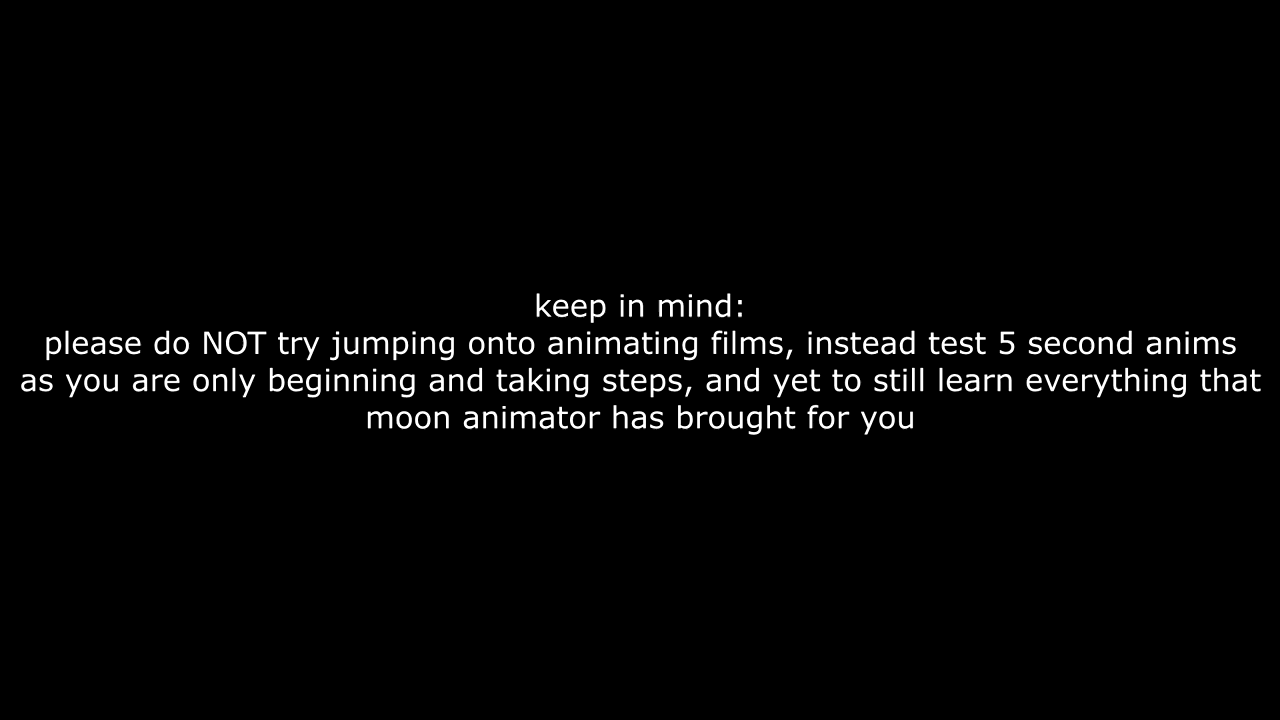 keep in mind:
please do NOT try jumping onto animating films, instead test 5 second anims
as you are only beginning and taking steps, and yet to still learn everything that
moon animator has brought for you